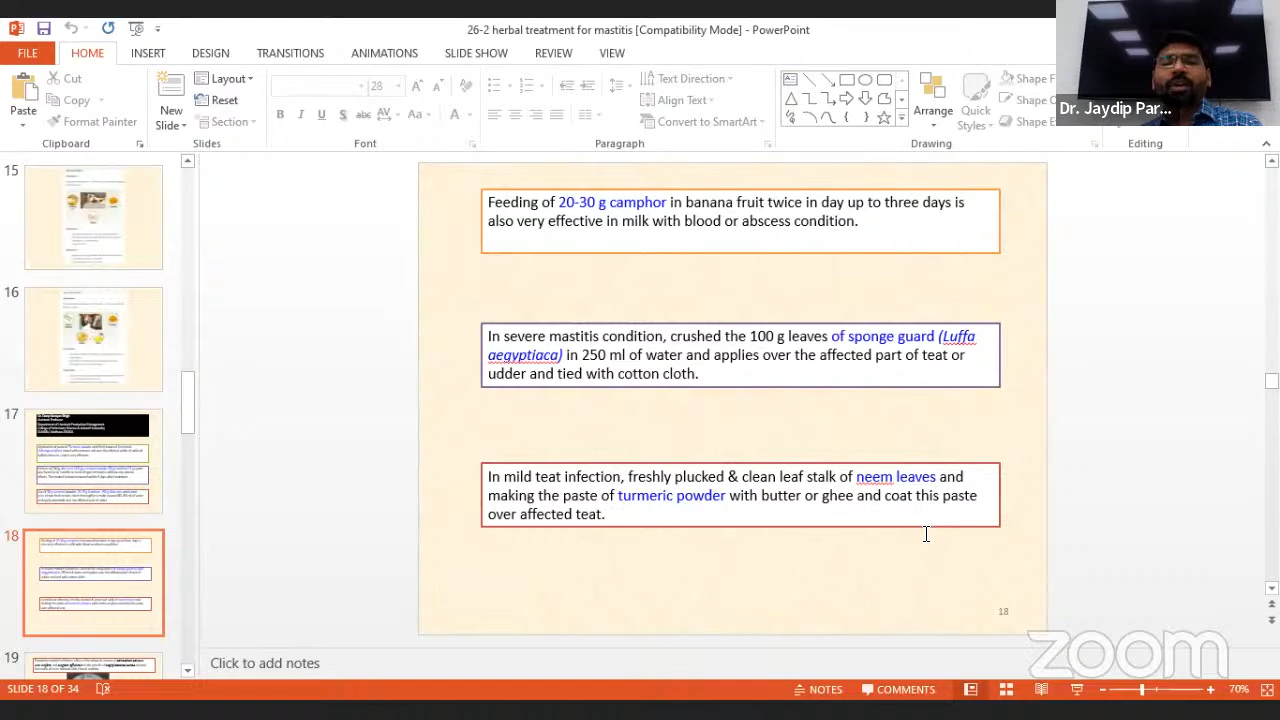 26-2 herbal treatment for mastitis [Compatibility Mode] - PowerPoint
FILE HOME INSERT DESIGN TRANSITIONS ANIMATIONS SLIDE SHOW REVIEW VIEW
Paste
Cut
Copy
Format Painter
Clipboard
New
Slide
Layout
Reset
Section
Slides
28
B I U S abc AV Aa A
Font
Text Direction
Align Text
Convert to SmartArt
Paragraph
Arrange
Quick
Styles
Shape F
Shape O
Shape E
Drawing
Editing
Dr. Jaydip Par...
15
16
17
18
19
Feeding of 20-30 g camphor in banana fruit twice in day up to three days is
also very effective in milk with blood or abscess condition.
In severe mastitis condition, crushed the 100 g leaves of sponge guard (Luffa
aegyptiaca) in 250 ml of water and applies on the affected part of teat or
udder and tied with cotton cloth.
In mild teat infection, freshly plucked & clean leafstalk of neem leaves and
making the paste of turmeric powder with butter or ghee and coat this paste
over affected teat.
18
Click to add notes
zoom
SLIDE 18 OF 34
NOTES
COMMENTS
70%